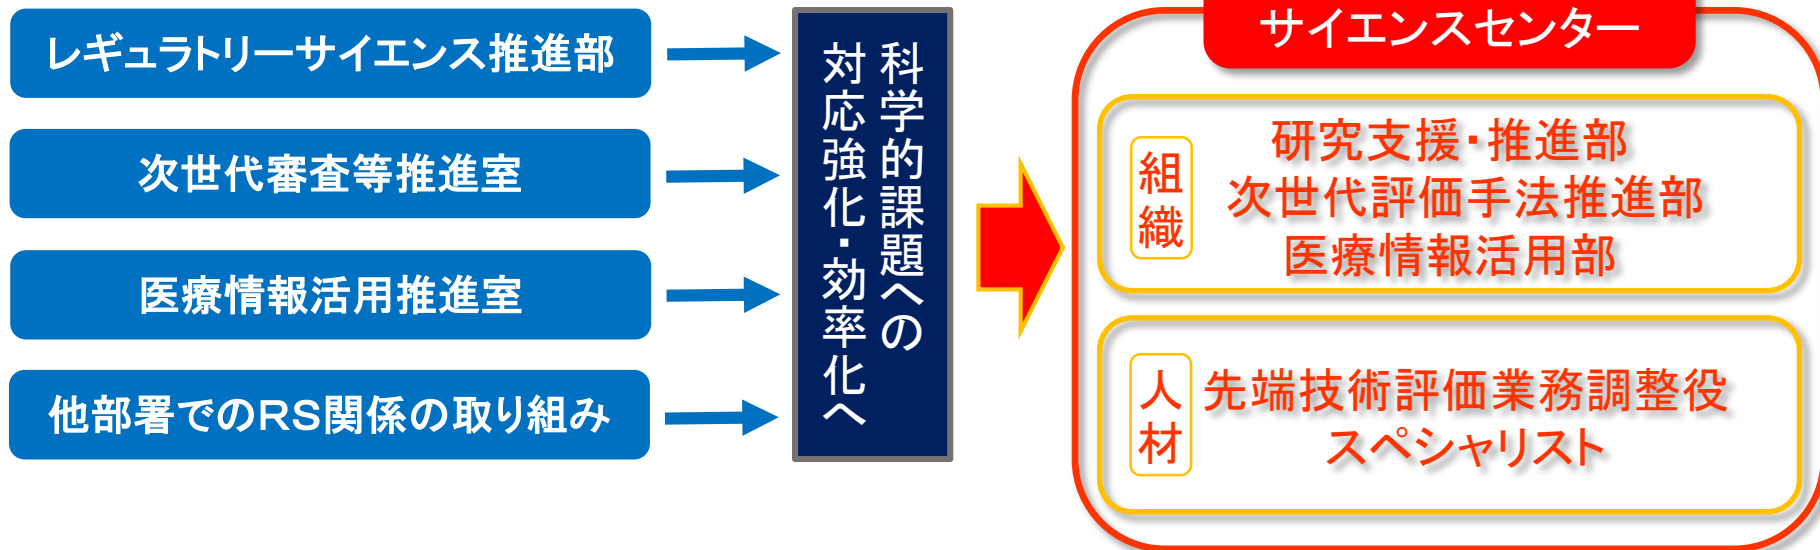 レギュラトリーサイエンス推進部
次世代審査等推進室
医療情報活用推進室
他部署でのRS関係の取り組み
科学的課題への
対応強化・効率化へ
サイエンスセンター
組織
研究支援・推進部
次世代評価手法推進部
医療情報活用部
人材
先端技術評価業務調整役
スペシャリスト